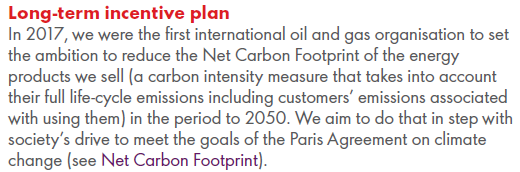 Long-term incentive plan
In 2017, we were the first international oil and gas organisation to set
the ambition to reduce the Net Carbon Footprint of the energy
products we sell (a carbon intensity measure that takes into account
their full life-cycle emissions including customers’ emissions associated
with using them) in the period to 2050. We aim to do that in step with
society’s drive to meet the goals of the Paris Agreement on climate
change (see Net Carbon Footprint).